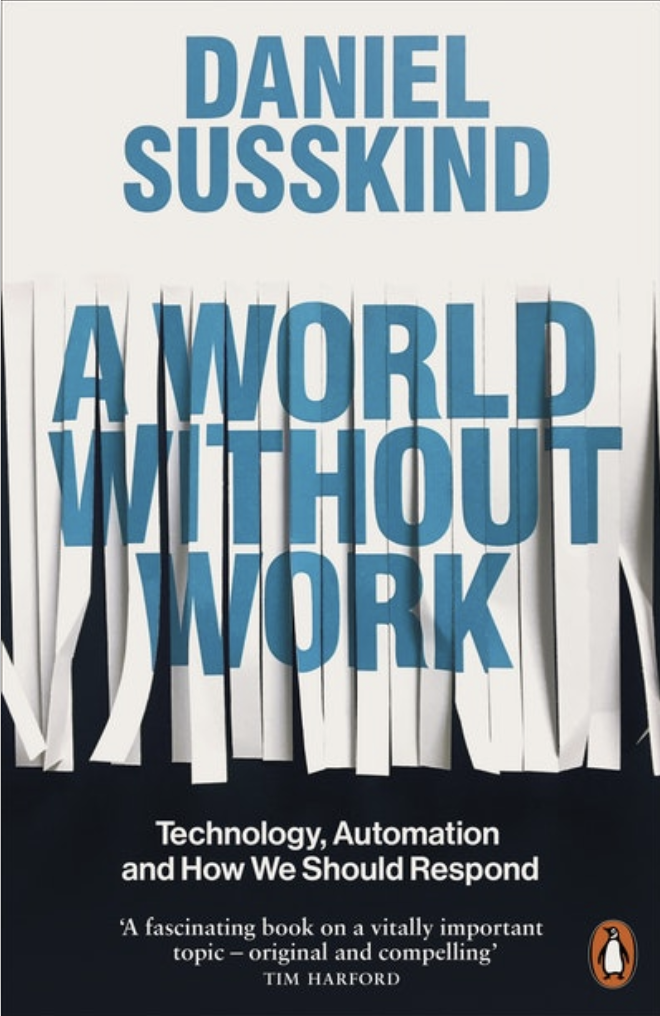 DANIEL
SUSSKIND
A WORLD
WITHOUT
WORK
Technology, Automation
and How We Should Respond
‘A fascinating book on a vitally important
topic – original and compelling’
TIM HARFORD